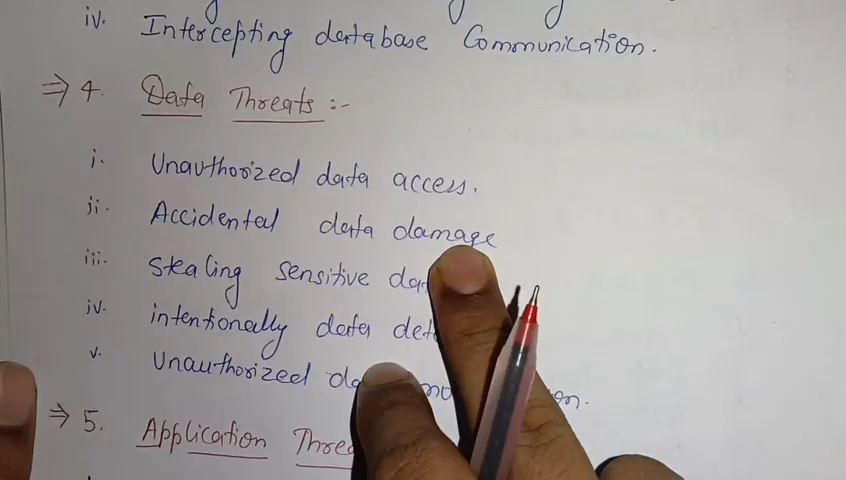 iv. Intercepting database Communication.
⇒ 4. Data Threats :-
i. Unauthorized data access.
ii. Accidental data damage
iii. Stealing sensitive
iv. intentionally data
v. Unauthorized
⇒ 5. Application